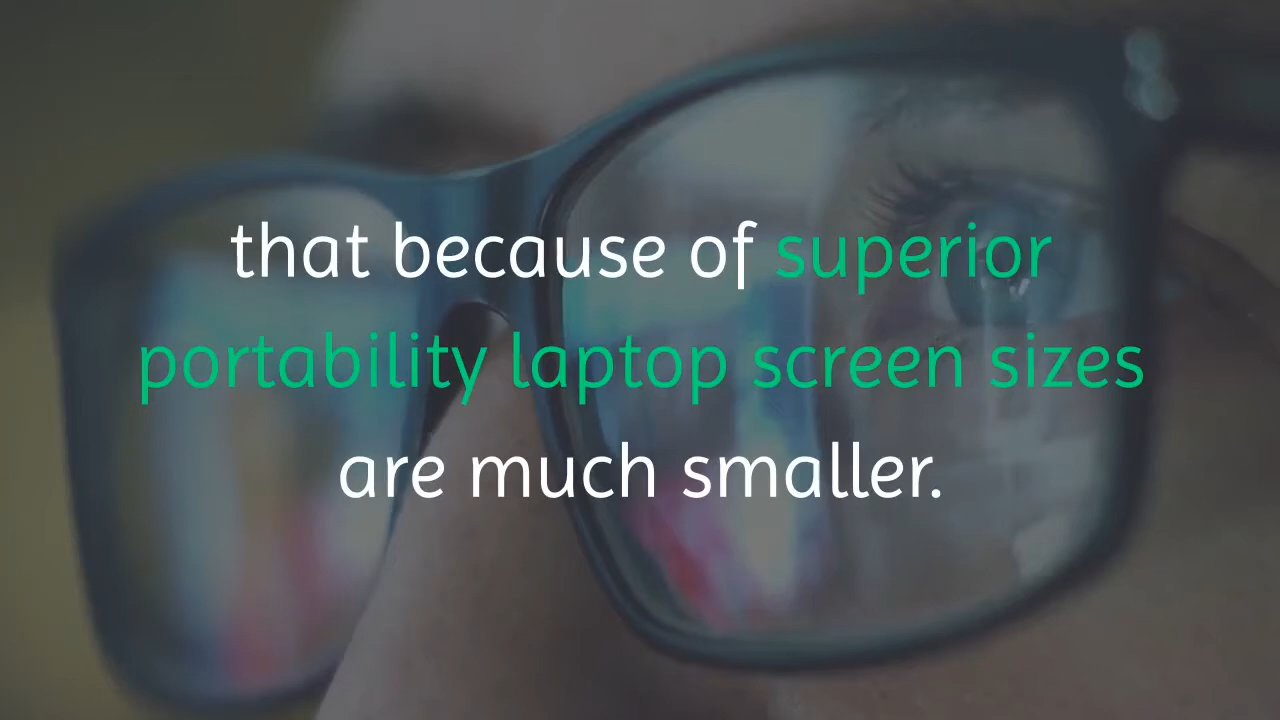 that because of superior
portability laptop screen sizes
are much smaller.